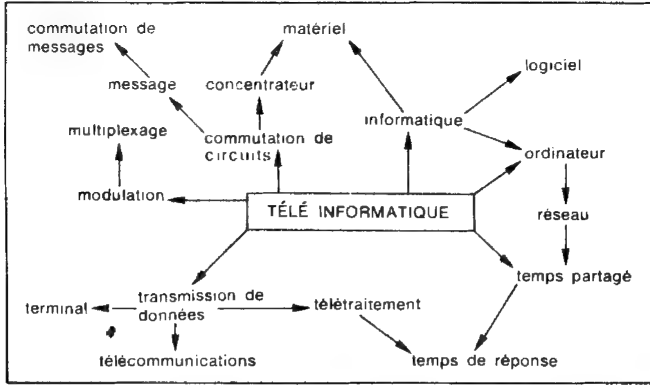 commutation de
messages
matériel
logiciel
message
concentrateur
informatique
multiplexage
commutation de
circuits
ordinateur
modulation
TÉLÉ INFORMATIQUE
réseau
temps partagé
terminal
transmission de
données
télétraitement
télécommunications
temps de réponse